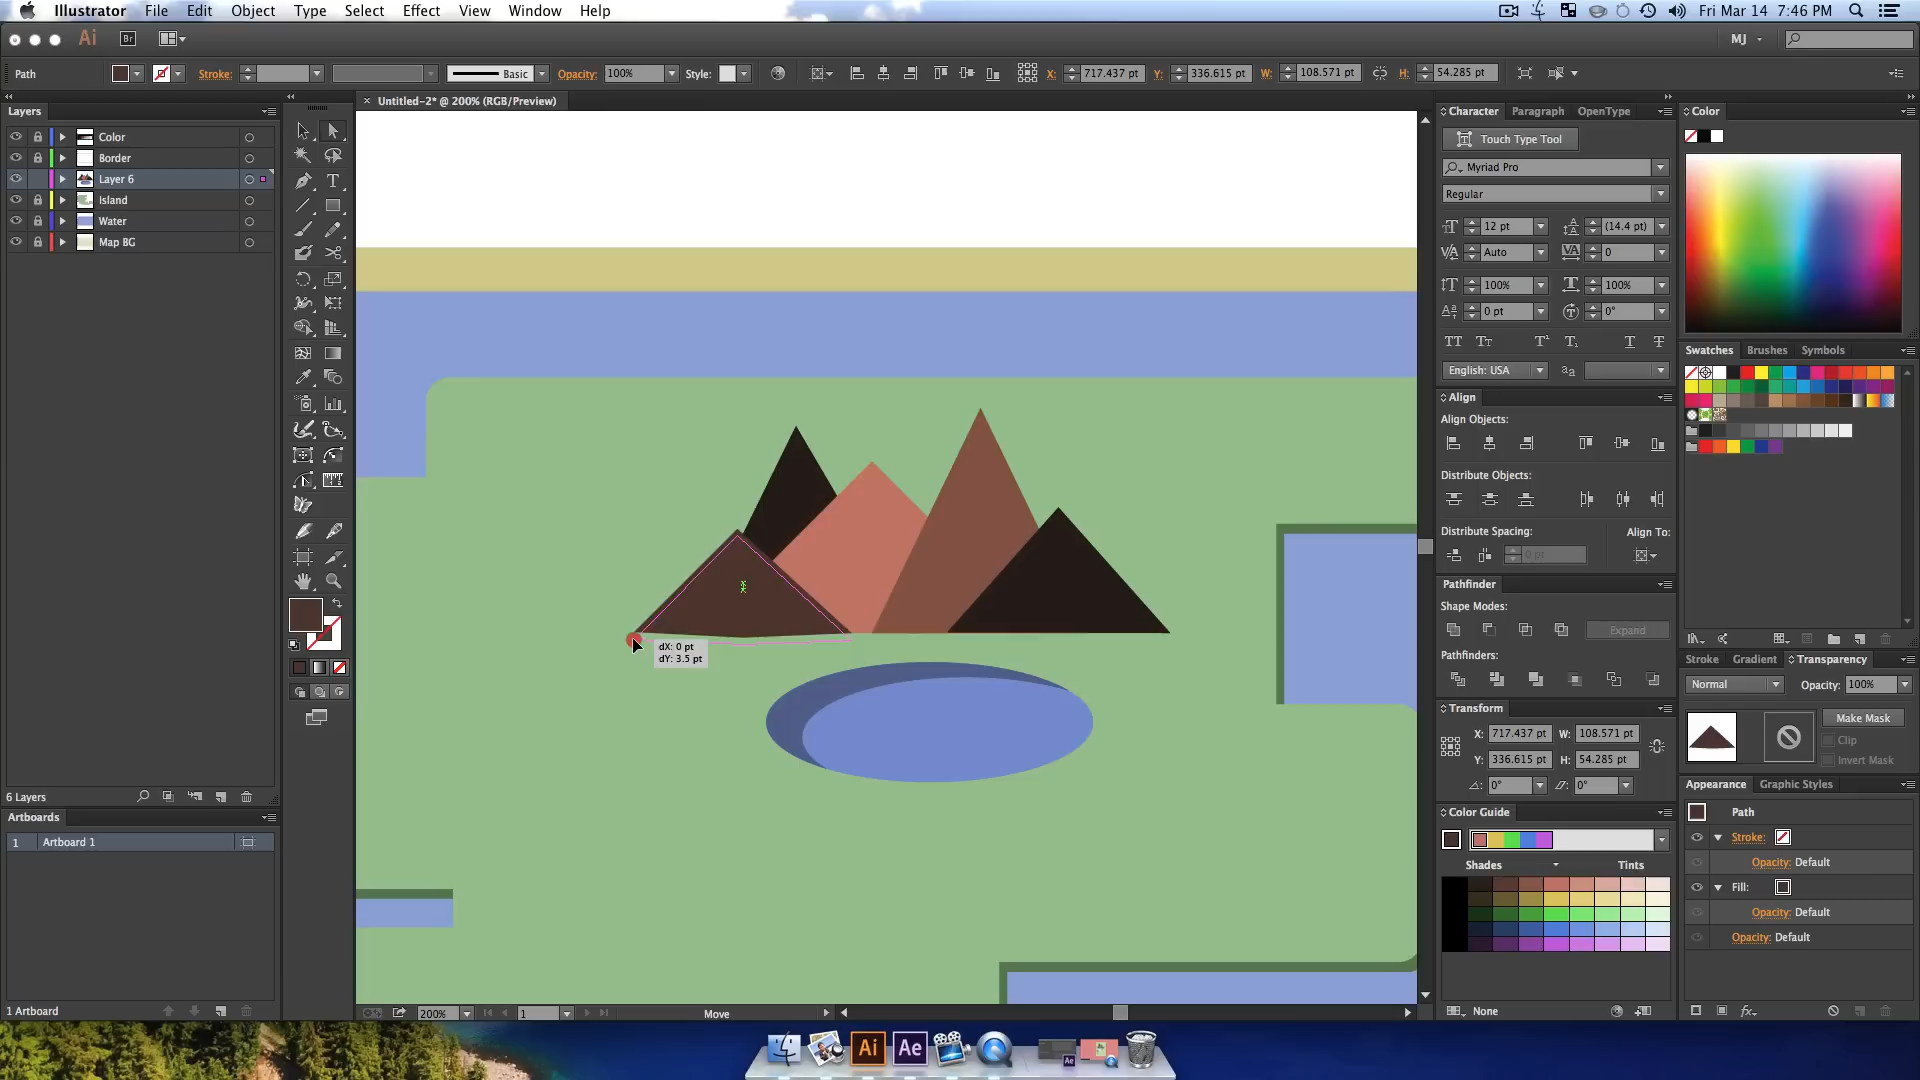 Illustrator File Edit Object Type Select Effect View Window Help
Fri Mar 14 7:46 PM
Ai Br MJ
Path Stroke: Basic Opacity: 100% Style: X: 717.437 pt Y: 336.615 pt W: 108.571 pt H: 54.285 pt
Layers
Color
Border
Layer 6
Island
Water
Map BG
6 Layers
Artboards
1 Artboard 1
1 Artboard
× Untitled-2* @ 200% (RGB/Preview)
dX: 0 pt
dY: 3.5 pt
200% 1 Move
Character Paragraph OpenType
Touch Type Tool
Myriad Pro
Regular
12 pt (14.4 pt)
Auto 0
100% 100%
0 pt 0°
English: USA
Align
Align Objects:
Distribute Objects:
Distribute Spacing: Align To:
0 pt
Pathfinder
Shape Modes:
Expand
Pathfinders:
Transform
X: 717.437 pt W: 108.571 pt
Y: 336.615 pt H: 54.285 pt
0° 0°
Color Guide
Shades Tints
None
Color
Swatches Brushes Symbols
Stroke Gradient Transparency
Normal Opacity: 100%
Make Mask
Clip
Invert Mask
Appearance Graphic Styles
Path
Stroke:
Opacity: Default
Fill:
Opacity: Default
Opacity: Default
fx
Ai Ae